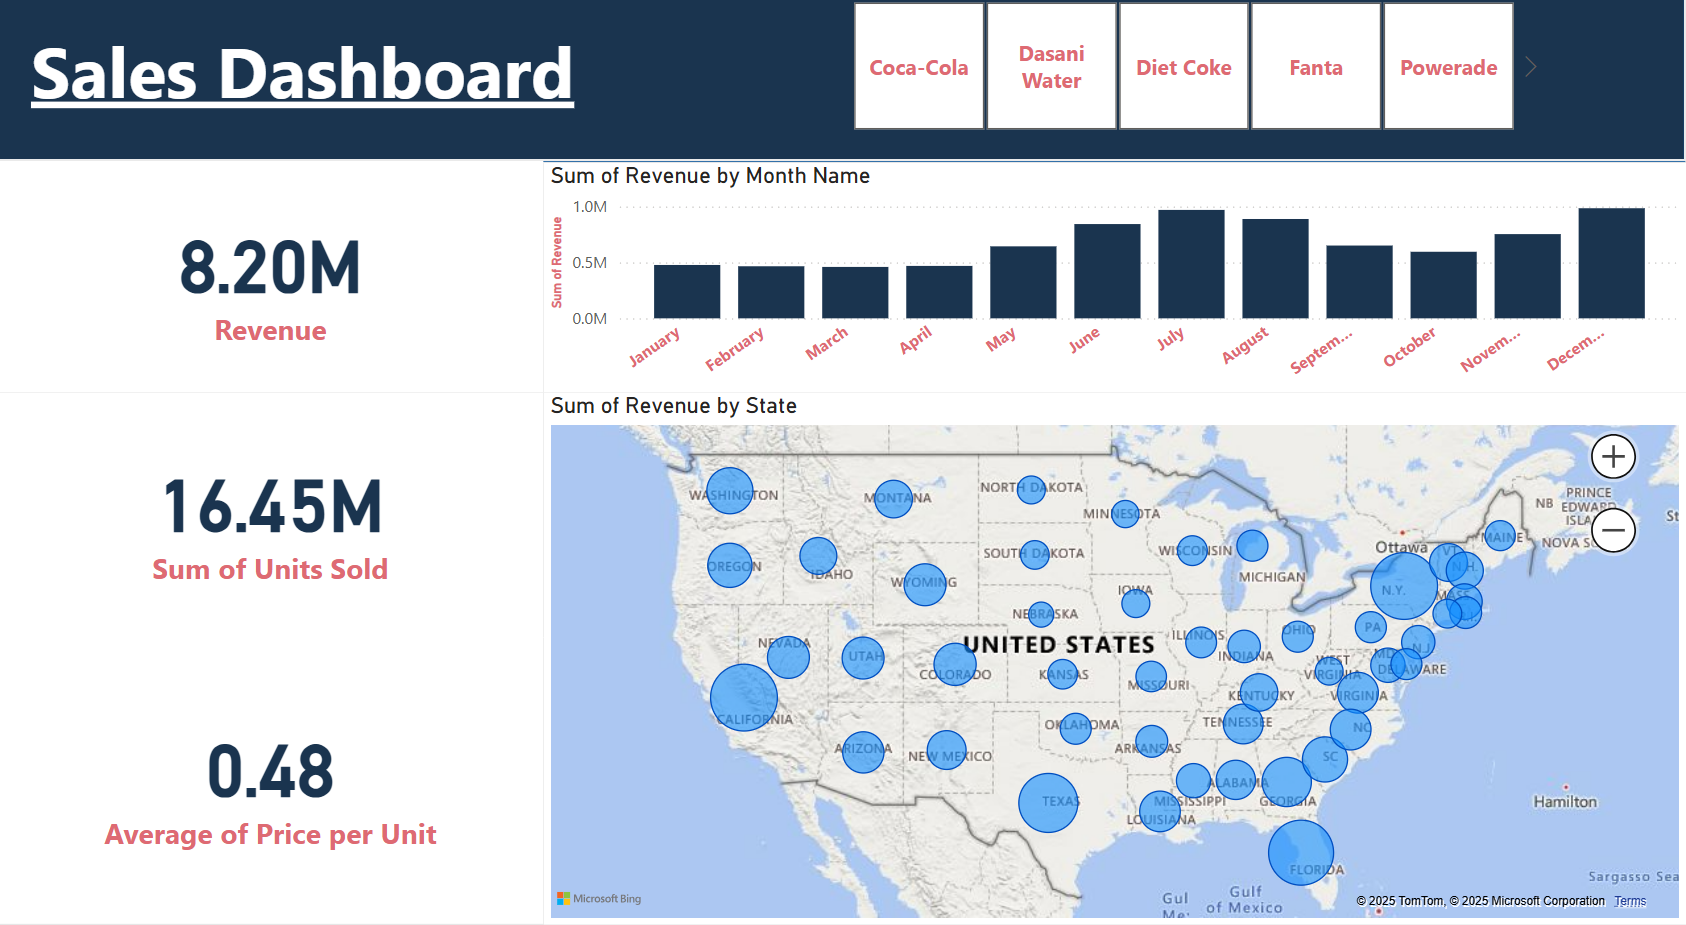 Sales Dashboard
Coca-Cola
Dasani
Water
Diet Coke
Fanta
Powerade
8.20M
Revenue
16.45M
Sum of Units Sold
0.48
Average of Price per Unit
Sum of Revenue by Month Name
Sum of Revenue
1.0M
0.5M
0.0M
January
February
March
April
May
June
July
August
Septem...
October
Novem...
Decem...
Sum of Revenue by State
WASHINGTON
MONTANA
NORTH DAKOTA
MINNESOTA
OREGON
IDAHO
WYOMING
SOUTH DAKOTA
WISCONSIN
MICHIGAN
Ottawa
VT.
N.H.
MAINE
NB
PRINCE
EDWARD
ISLA
NOVA SC
St
N.Y.
MASS
IOWA
NEBRASKA
UNITED STATES
ILLINOIS
INDIANA
OHIO
PA
N.J.
MD
DELAWARE
NEVADA
UTAH
COLORADO
KANSAS
MISSOURI
WEST
VIRGINIA
KENTUCKY
VIRGINIA
CALIFORNIA
ARIZONA
NEW MEXICO
OKLAHOMA
ARKANSAS
TENNESSEE
NC
SC
TEXAS
LOUISIANA
MISSISSIPPI
ALABAMA
GEORGIA
FLORIDA
Hamilton
Sargasso Sea
Gulf
of Mexico
Microsoft Bing
© 2025 TomTom, © 2025 Microsoft Corporation Terms